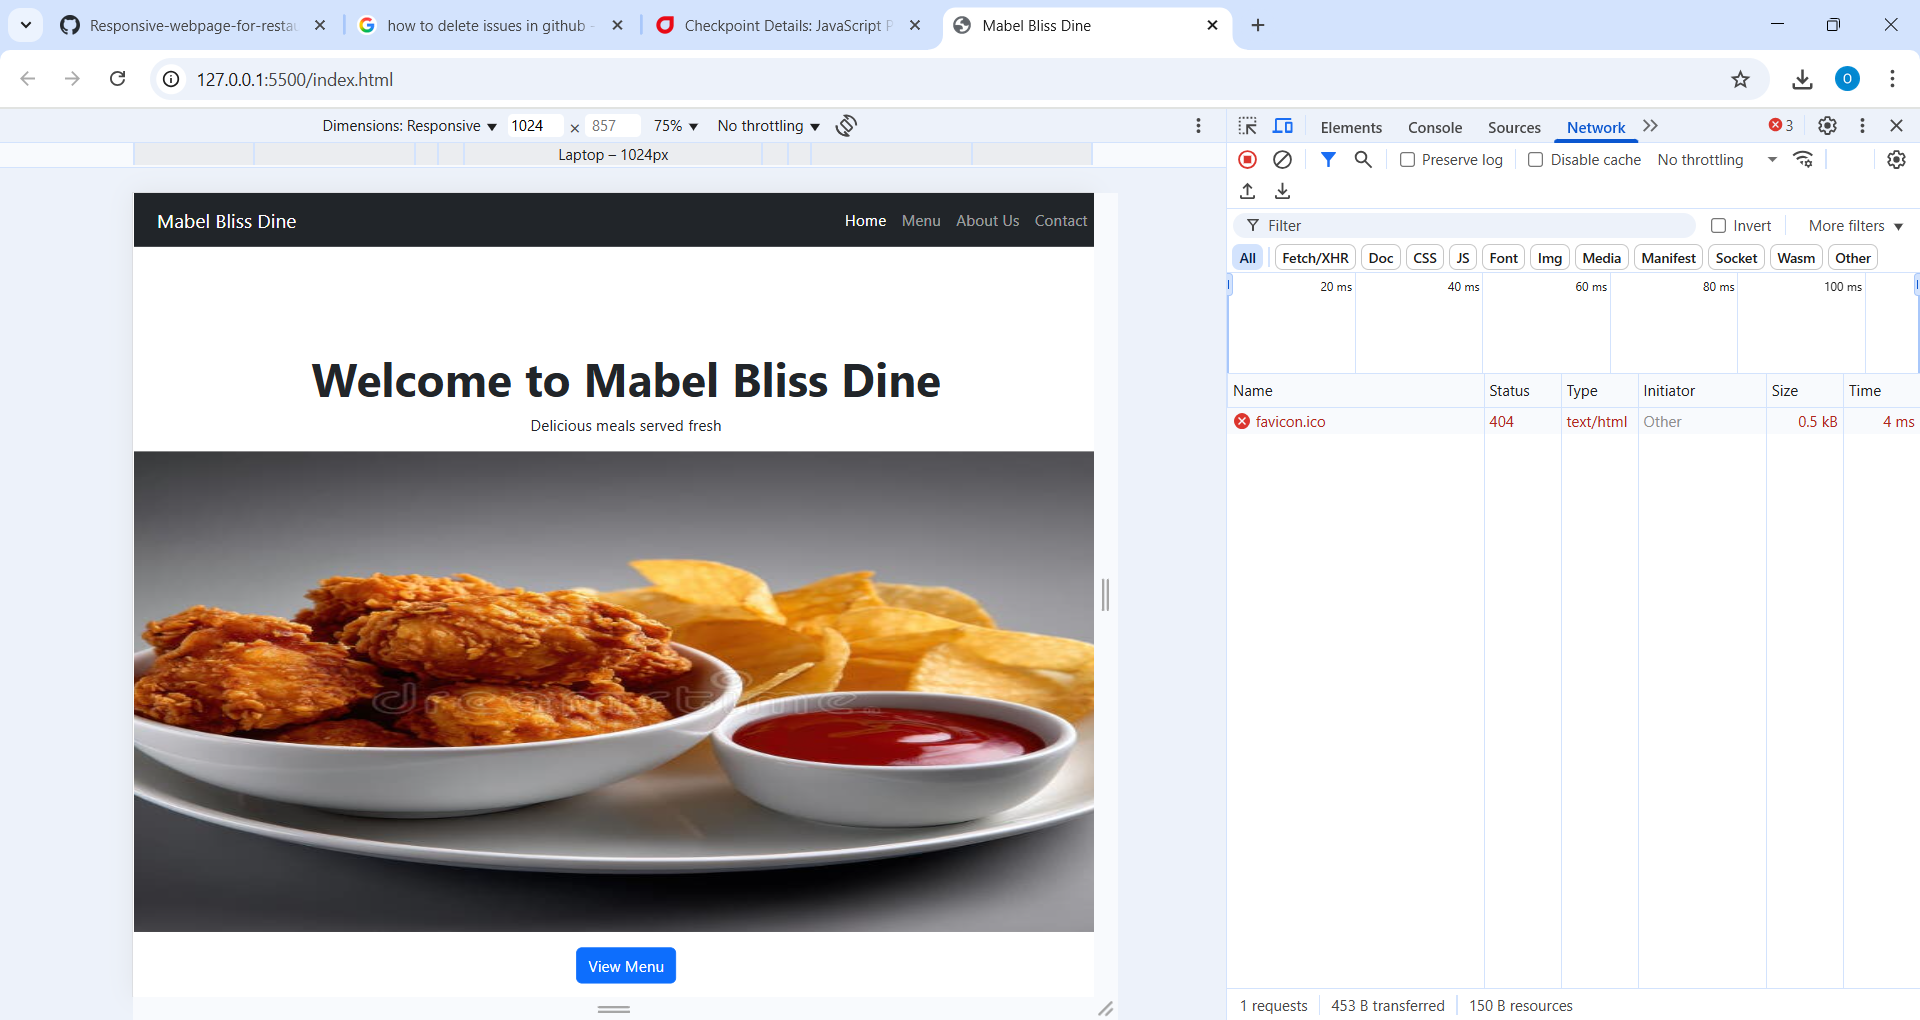 Responsive-webpage-for-resta
how to delete issues in github -
Checkpoint Details: JavaScript P
Mabel Bliss Dine
127.0.0.1:5500/index.html
O
Dimensions: Responsive 1024 × 857 75% No throttling
Laptop – 1024px
Mabel Bliss Dine
Home Menu About Us Contact
Welcome to Mabel Bliss Dine
Delicious meals served fresh
dreamstime
View Menu
Elements Console Sources Network 3
Preserve log Disable cache No throttling
Filter Invert More filters
All Fetch/XHR Doc CSS JS Font Img Media Manifest Socket Wasm Other
20 ms 40 ms 60 ms 80 ms 100 ms
Name Status Type Initiator Size Time
favicon.ico 404 text/html Other 0.5 kB 4 ms
1 requests 453 B transferred 150 B resources